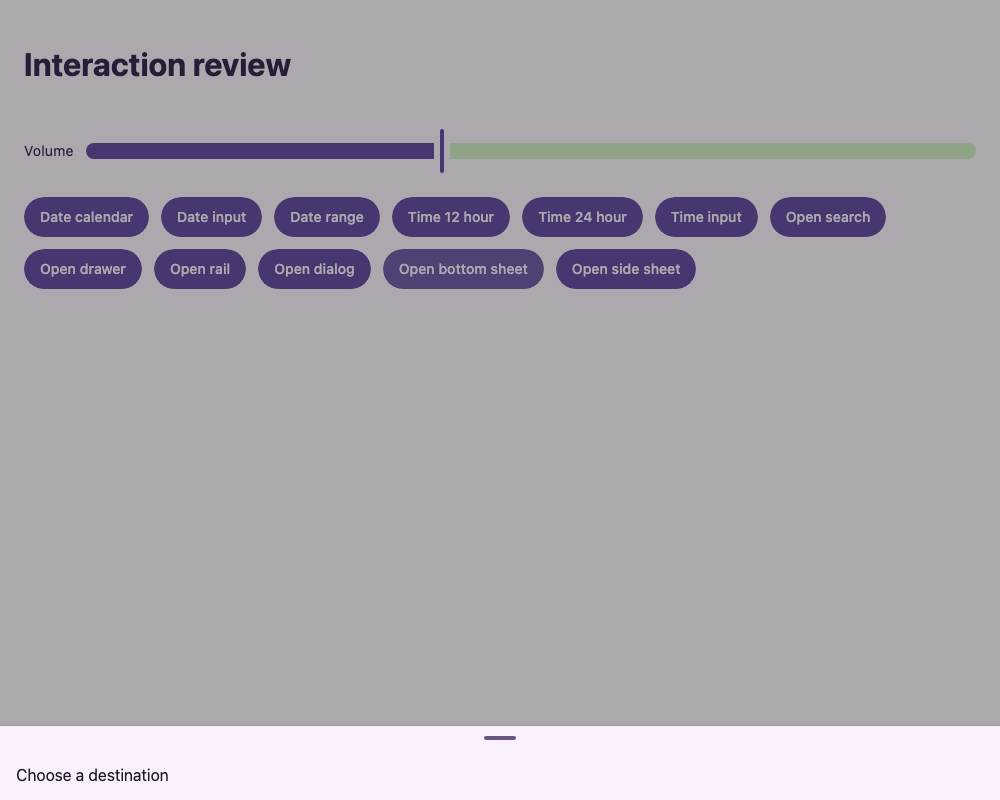 Interaction review
Volume
Date calendar Date input Date range Time 12 hour Time 24 hour Time input Open search
Open drawer Open rail Open dialog Open bottom sheet Open side sheet
Choose a destination